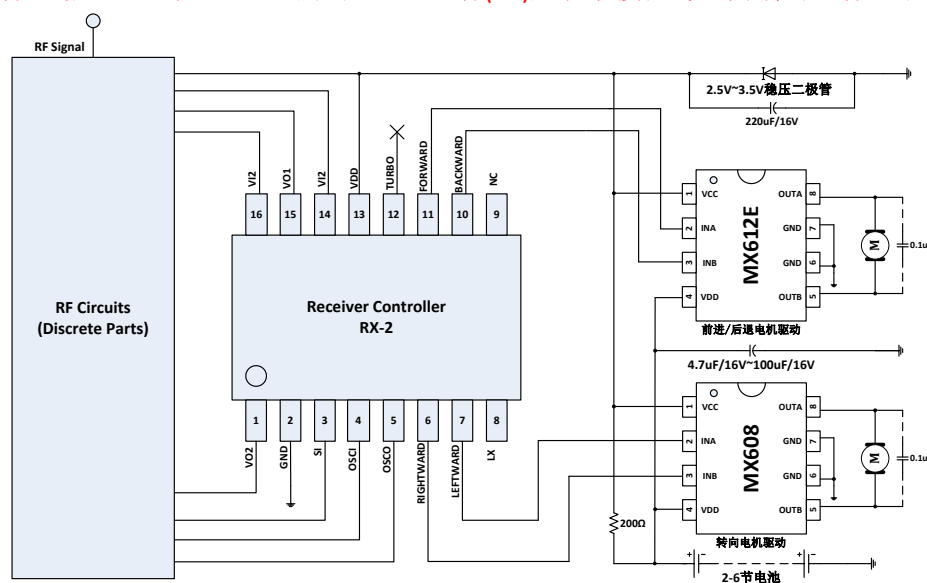 RF Signal
2.5V~3.5V稳压二极管
220uF/16V
VI2
VO1
VI2
VDD
TURBO
FORWARD
BACKWARD
NC
16
15
14
13
12
11
10
9
RF Circuits
(Discrete Parts)
Receiver Controller
RX-2
1
2
3
4
5
6
7
8
VO2
GND
SI
OSCI
OSCO
RIGHTWARD
LEFTWARD
LX
1 VCC OUTA 8
2 INA GND 7
3 INB GND 6
4 VDD OUTB 5
MX612E
M
0.1u
前进/后退电机驱动
4.7uF/16V~100uF/16V
1 VCC OUTA 8
2 INA GND 7
3 INB GND 6
4 VDD OUTB 5
MX608
M
0.1u
转向电机驱动
200Ω
+ -
+ -
2-6节电池